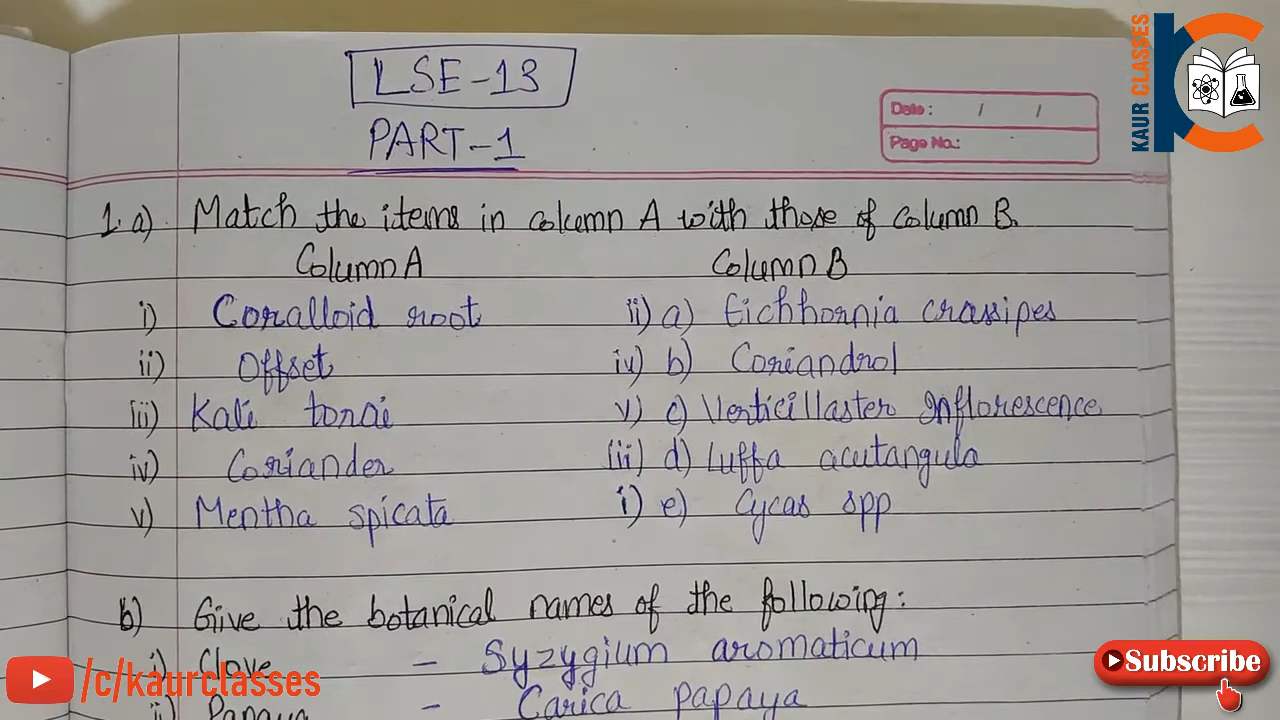 LSE-13
PART-1
Date: / /
Page No.:
KAUR CLASSES
1. a) Match the items in column A with those of column B.
Column A Column B
i) Coralloid root ii) a) Eichhornia crassipes
ii) Offset iv) b) Coriandrol
iii) Kali torai v) c) Verticillaster Inflorescence
iv) Coriander iii) d) Luffa acutangula
v) Mentha spicata i) e) Cycas spp
b) Give the botanical names of the following:
i) Clove - Syzygium aromaticum
ii) Papaya - Carica papaya
/c/kaurclasses
Subscribe